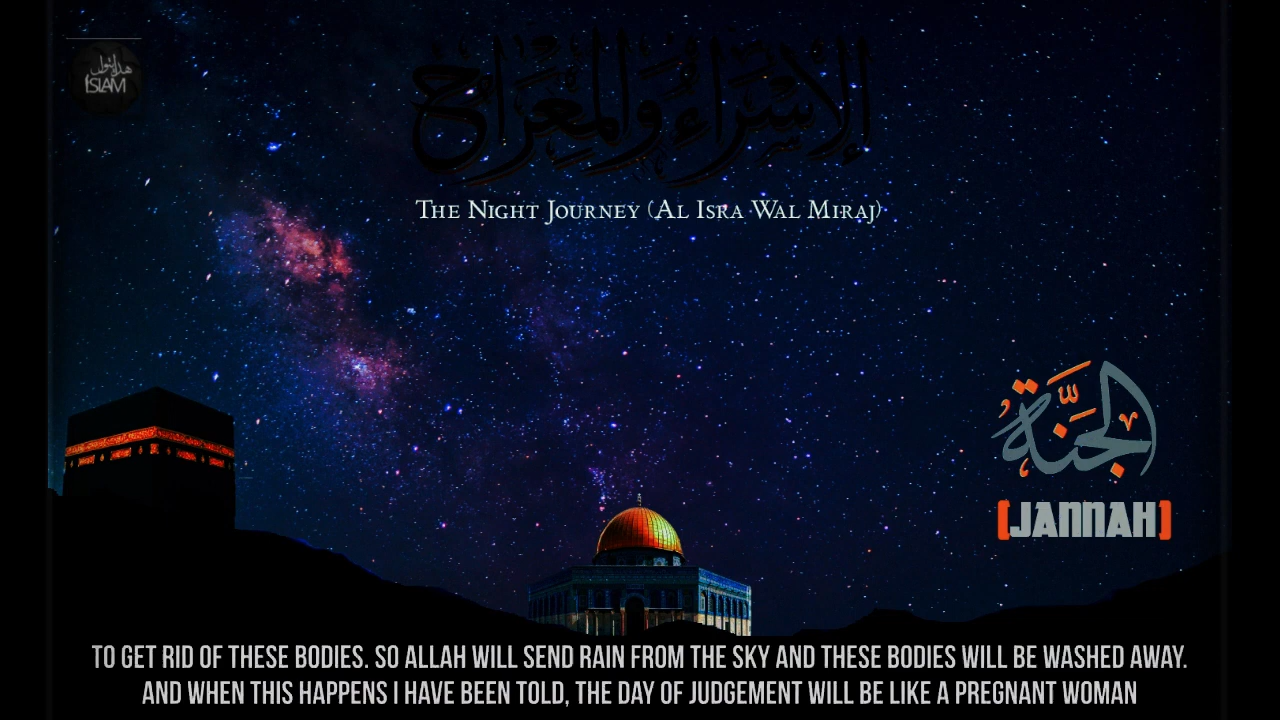 ISLAM
الإسراء والمعراج
The Night Journey (Al Isra Wal Miraj)
الجنة
[JANNAH]
TO GET RID OF THESE BODIES. SO ALLAH WILL SEND RAIN FROM THE SKY AND THESE BODIES WILL BE WASHED AWAY.
AND WHEN THIS HAPPENS I HAVE BEEN TOLD, THE DAY OF JUDGEMENT WILL BE LIKE A PREGNANT WOMAN